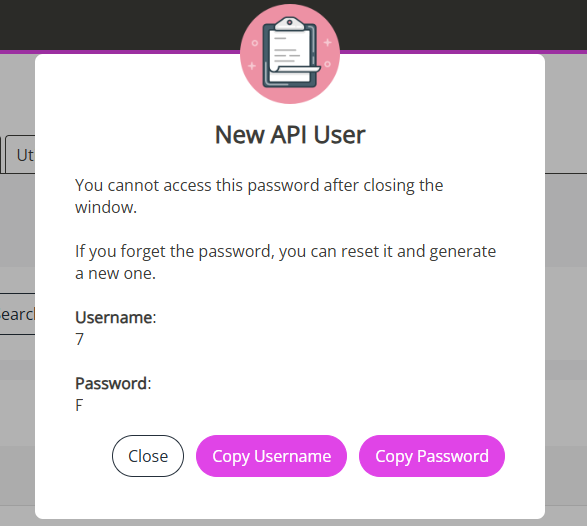 New API User
Ut
You cannot access this password after closing the
window.
If you forget the password, you can reset it and generate
a new one.
Username:
7
Password:
F
Close
Copy Username
Copy Password